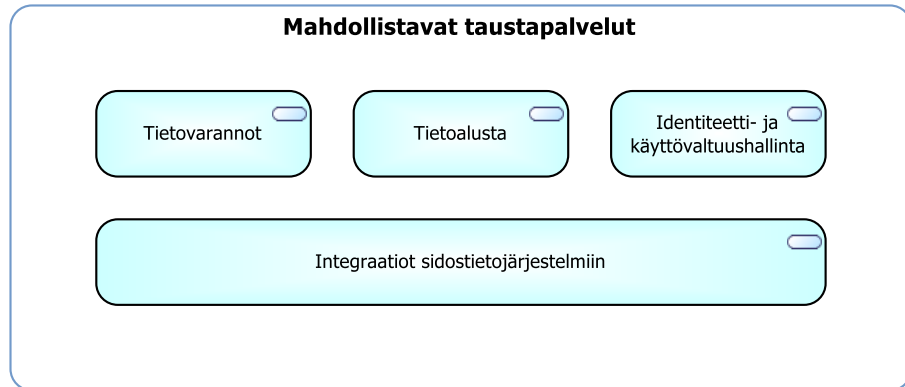 Mahdollistavat taustapalvelut
Tietovarannot
Tietoalusta
Identiteetti- ja
käyttövaltuushallinta
Integraatiot sidostietojärjestelmiin